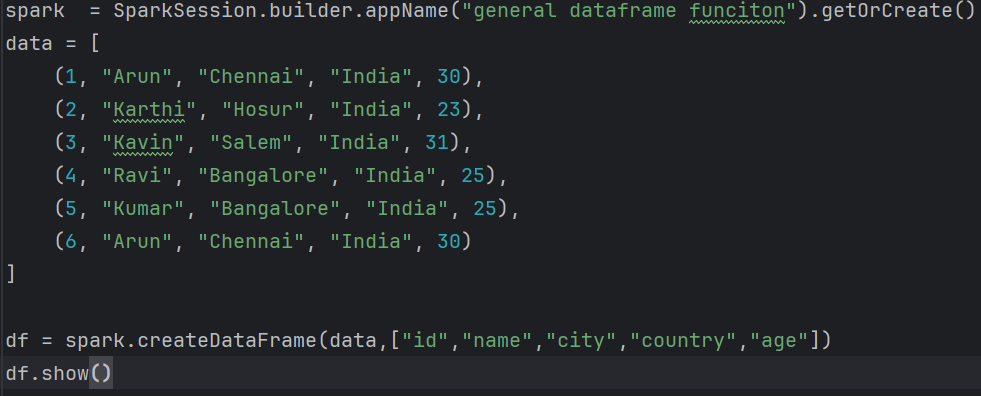 spark  = SparkSession.builder.appName("general dataframe funciton").getOrCreate()
data = [
    (1, "Arun", "Chennai", "India", 30),
    (2, "Karthi", "Hosur", "India", 23),
    (3, "Kavin", "Salem", "India", 31),
    (4, "Ravi", "Bangalore", "India", 25),
    (5, "Kumar", "Bangalore", "India", 25),
    (6, "Arun", "Chennai", "India", 30)
]
df = spark.createDataFrame(data,["id","name","city","country","age"])
df.show()